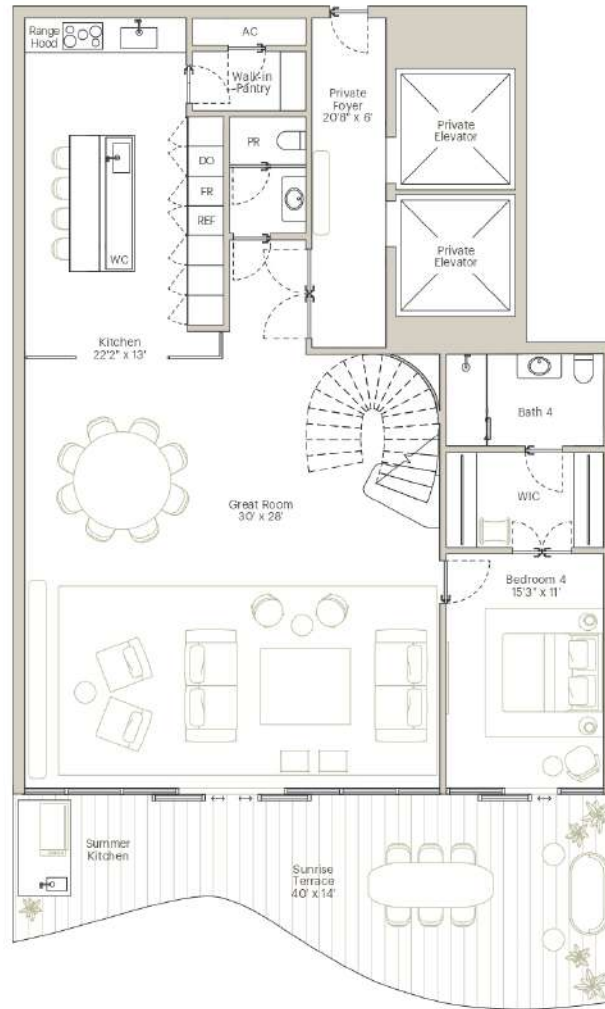 Range
Hood
AC
Walk-in
Pantry
Private
Foyer
20'8" x 6'
Private
Elevator
PR
DO
FR
REF
WC
Private
Elevator
Kitchen
22'2" x 13'
Bath 4
WIC
Great Room
30' x 28'
Bedroom 4
15'3" x 11'
Summer
Kitchen
Sunrise
Terrace
40' x 14'